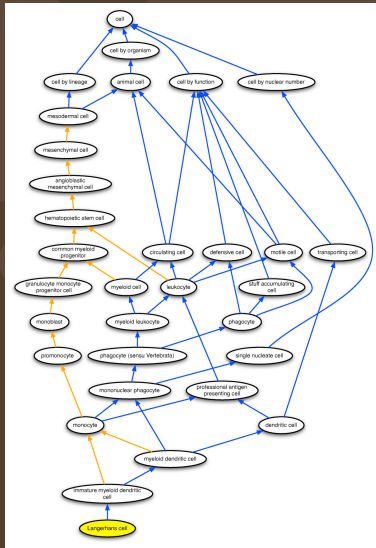 cell
cell by organism
cell by lineage
animal cell
cell by function
cell by nuclear number
mesodermal cell
mesenchymal cell
angioblastic
mesenchymal cell
hematopoietic stem cell
common myeloid
progenitor
circulating cell
defensive cell
motile cell
transporting cell
granulocyte monocyte
progenitor cell
myeloid cell
leukocyte
stuff accumulating
cell
monoblast
myeloid leukocyte
phagocyte
promonocyte
phagocyte (sensu Vertebrata)
single nucleate cell
mononuclear phagocyte
professional antigen
presenting cell
monocyte
dendritic cell
myeloid dendritic cell
immature myeloid dendritic
cell
Langerhans cell